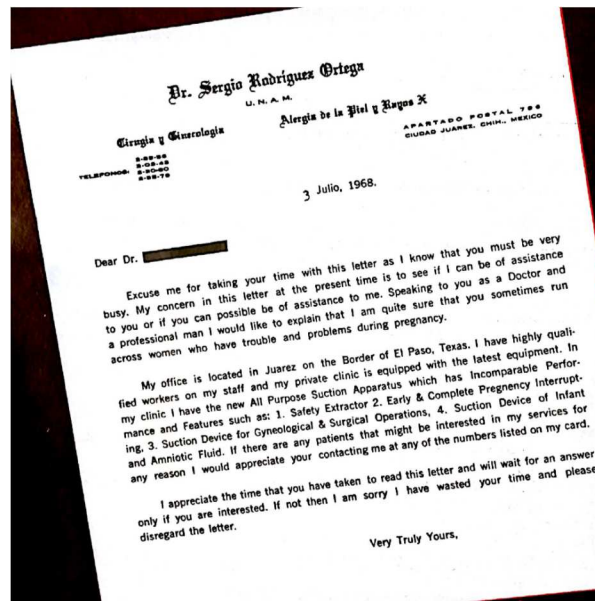 Dr. Sergio Rodríguez Ortega
U. N. A. M.
Cirugía y Ginecología
Alergia de la Piel y Rayos X
TELEFONOS:
APARTADO POSTAL
CIUDAD JUAREZ, CHIH., MEXICO
3 Julio, 1968.
Dear Dr.
Excuse me for taking your time with this letter as I know that you must be very
busy. My concern in this letter at the present time is to see if I can be of assistance
to you or if you can possible be of assistance to me. Speaking to you as a Doctor and
a professional man I would like to explain that I am quite sure that you sometimes run
across women who have trouble and problems during pregnancy.
My office is located in Juarez on the Border of El Paso, Texas. I have highly quali-
fied workers on my staff and my private clinic is equipped with the latest equipment. In
my clinic I have the new All Purpose Suction Apparatus which has Incomparable Perfor-
mance and Features such as: 1. Safety Extractor 2. Early & Complete Pregnency Interrupt-
ing, 3. Suction Device for Gyneological & Surgical Operations, 4. Suction Device of Infant
and Amniotic Fluid. If there are any patients that might be interested in my services for
any reason I would appreciate your contacting me at any of the numbers listed on my card.
I appreciate the time that you have taken to read this letter and will wait for an answer
only if you are interested. If not then I am sorry I have wasted your time and please
disregard the letter.
Very Truly Yours,